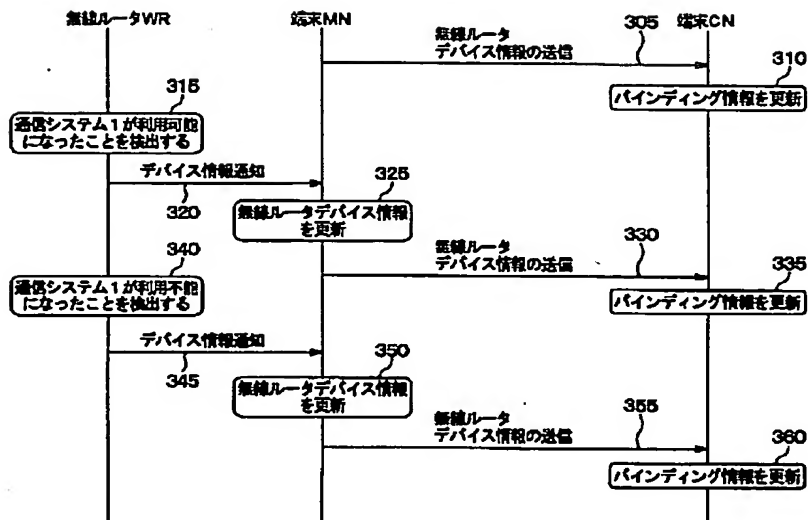 無線ルータWR
端末MN
端末CN
無線ルータ
デバイス情報の送信
305
310
バインディング情報を更新
315
通信システム1が利用可能
になったことを検出する
デバイス情報通知
320
325
無線ルータデバイス情報
を更新
無線ルータ
デバイス情報の送信
330
335
バインディング情報を更新
340
通信システム1が利用不能
になったことを検出する
デバイス情報通知
345
350
無線ルータデバイス情報
を更新
無線ルータ
デバイス情報の送信
355
360
バインディング情報を更新